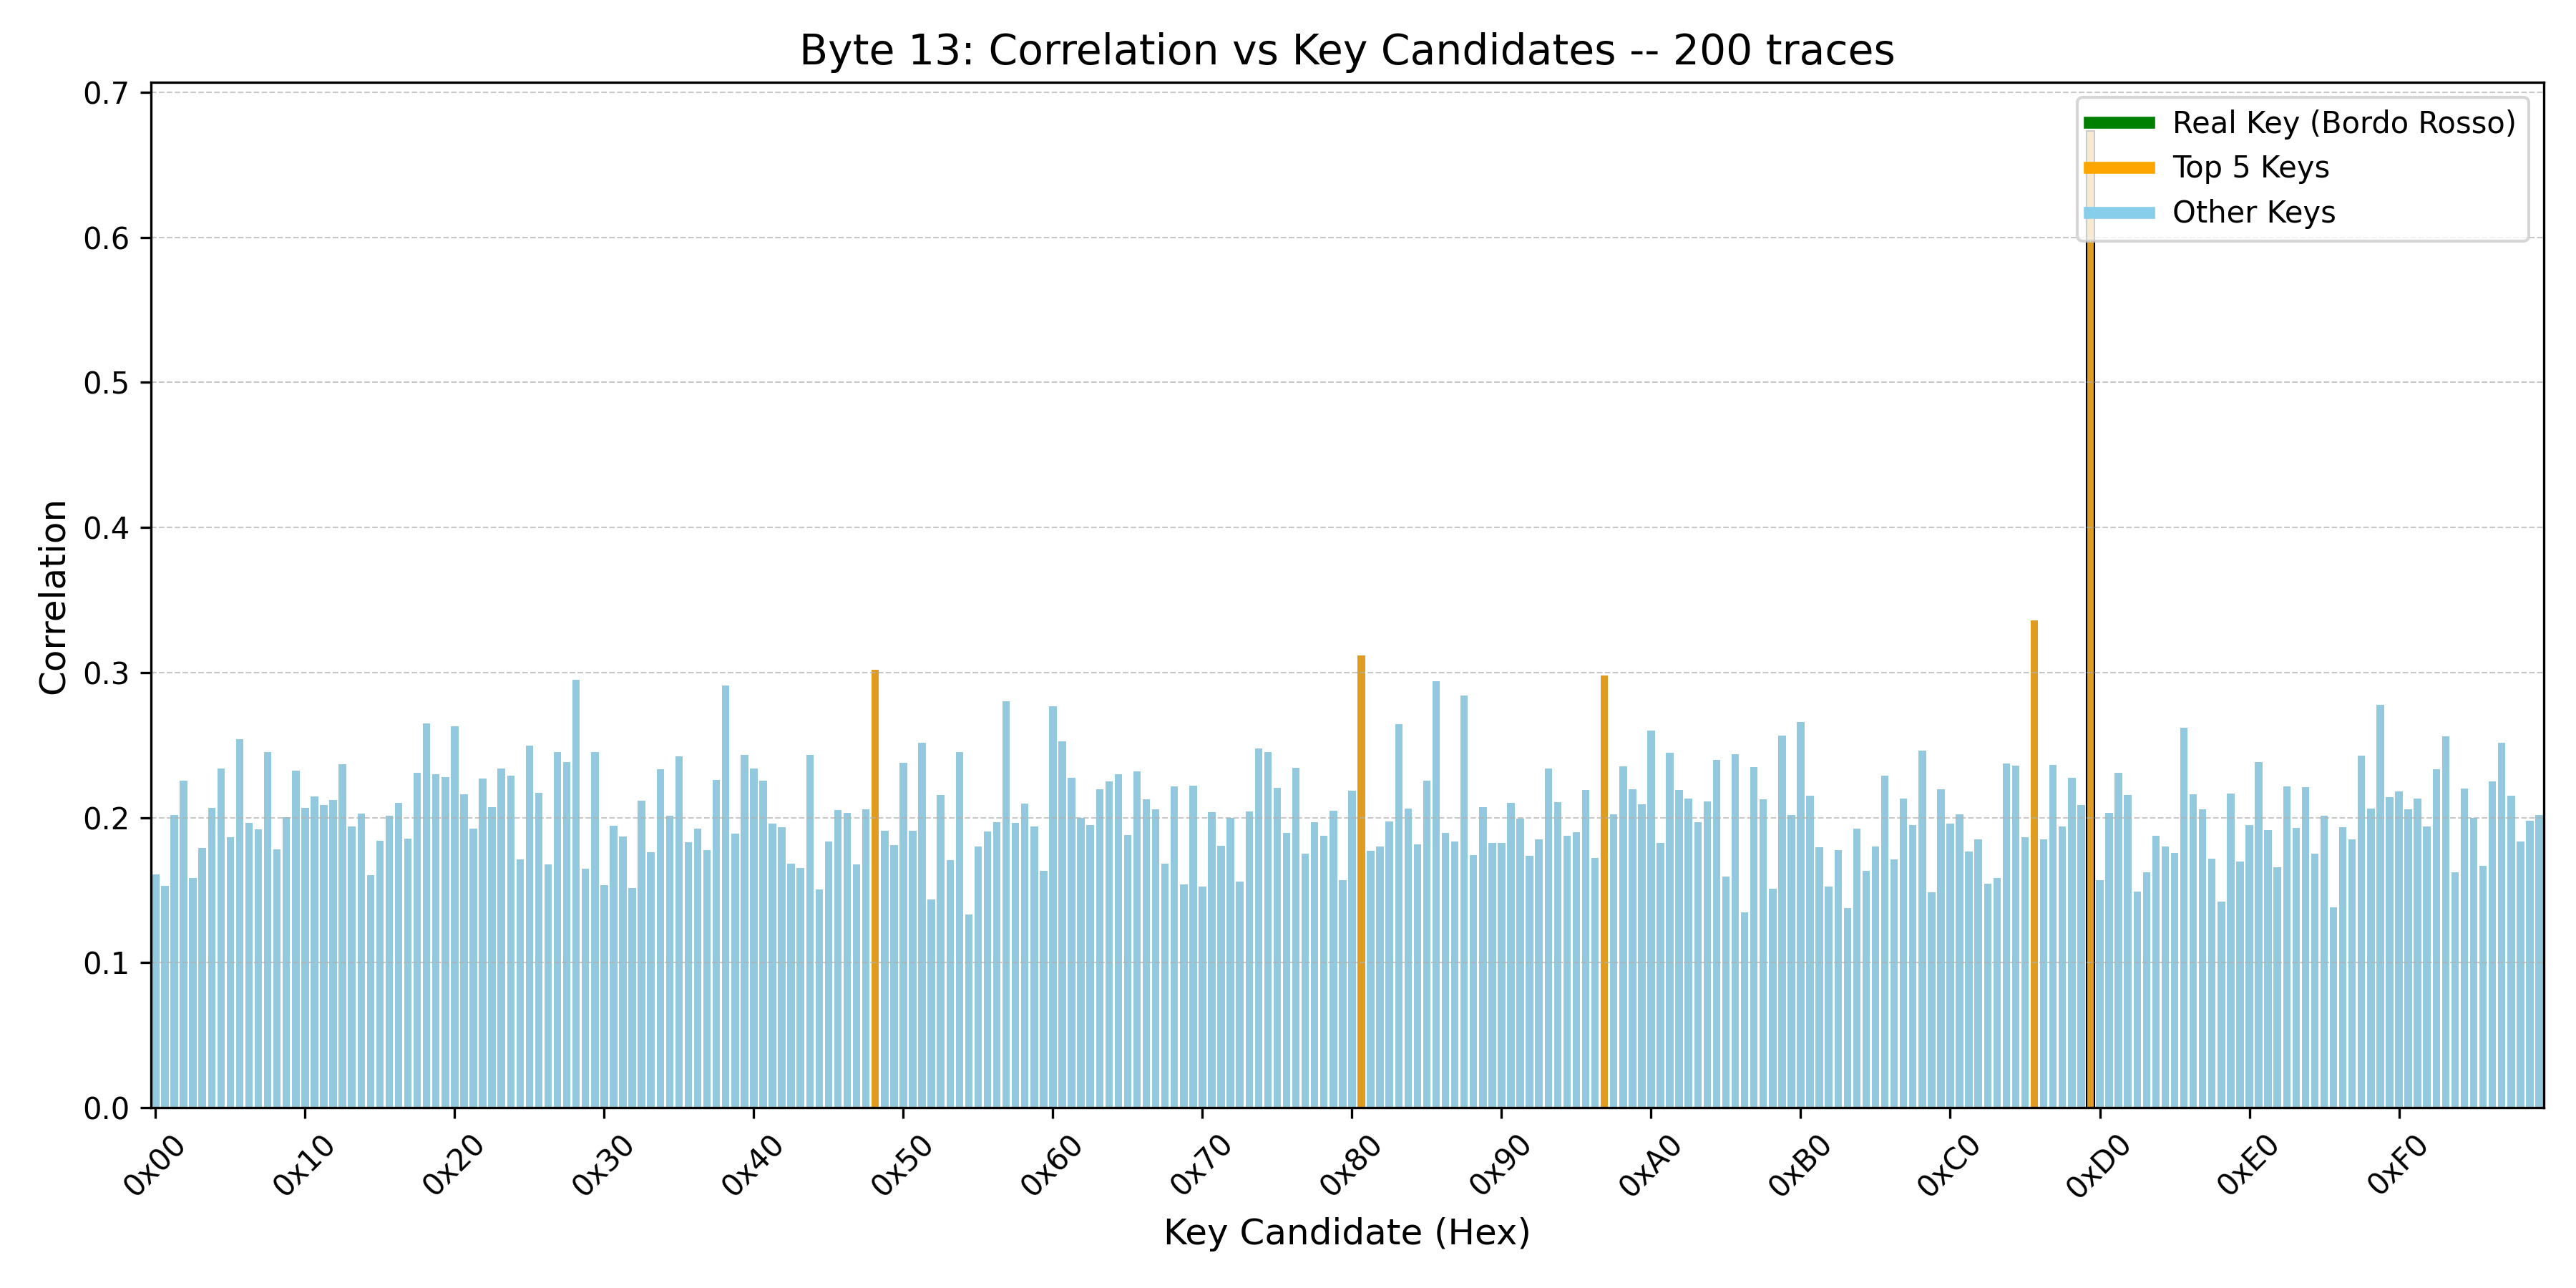 Byte 13: Correlation vs Key Candidates -- 200 traces
Real Key (Bordo Rosso)
Top 5 Keys
Other Keys
Correlation
0.7
0.6
0.5
0.4
0.3
0.2
0.1
0.0
0x00 0x10 0x20 0x30 0x40 0x50 0x60 0x70 0x80 0x90 0xA0 0xB0 0xC0 0xD0 0xE0 0xF0
Key Candidate (Hex)